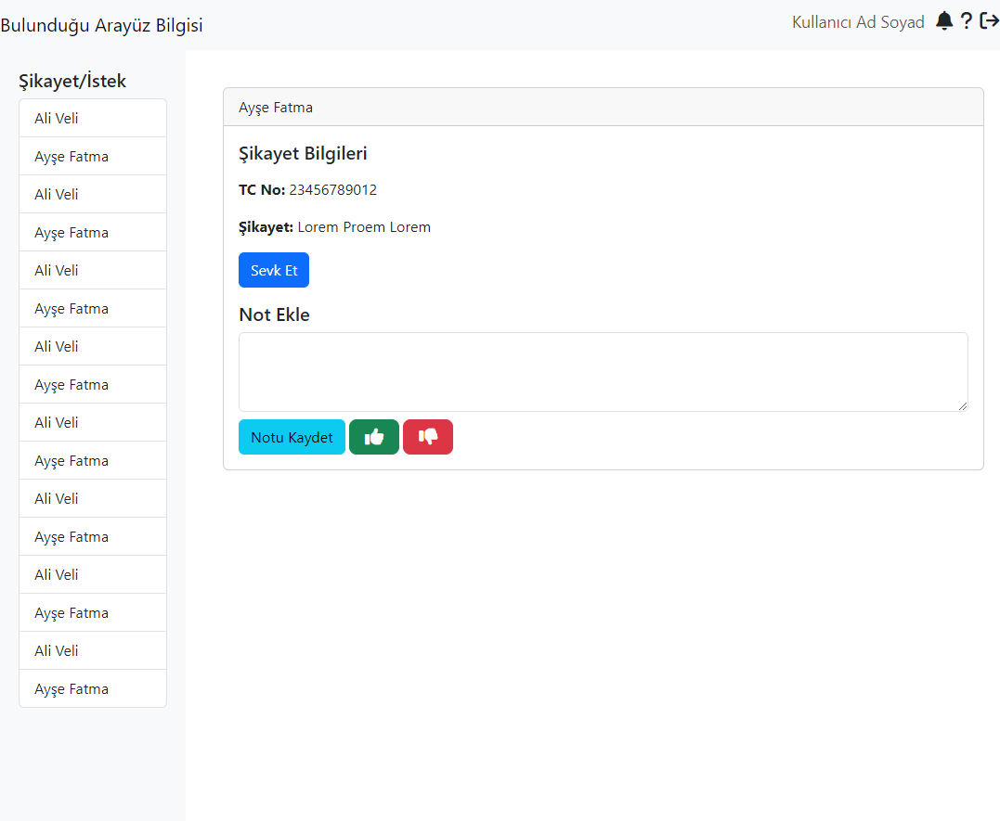 Bulunduğu Arayüz Bilgisi
Kullanıcı Ad Soyad
Şikayet/İstek
Ali Veli
Ayşe Fatma
Ali Veli
Ayşe Fatma
Ali Veli
Ayşe Fatma
Ali Veli
Ayşe Fatma
Ali Veli
Ayşe Fatma
Ali Veli
Ayşe Fatma
Ali Veli
Ayşe Fatma
Ali Veli
Ayşe Fatma
Ayşe Fatma
Şikayet Bilgileri
TC No: 23456789012
Şikayet: Lorem Proem Lorem
Sevk Et
Not Ekle
Notu Kaydet